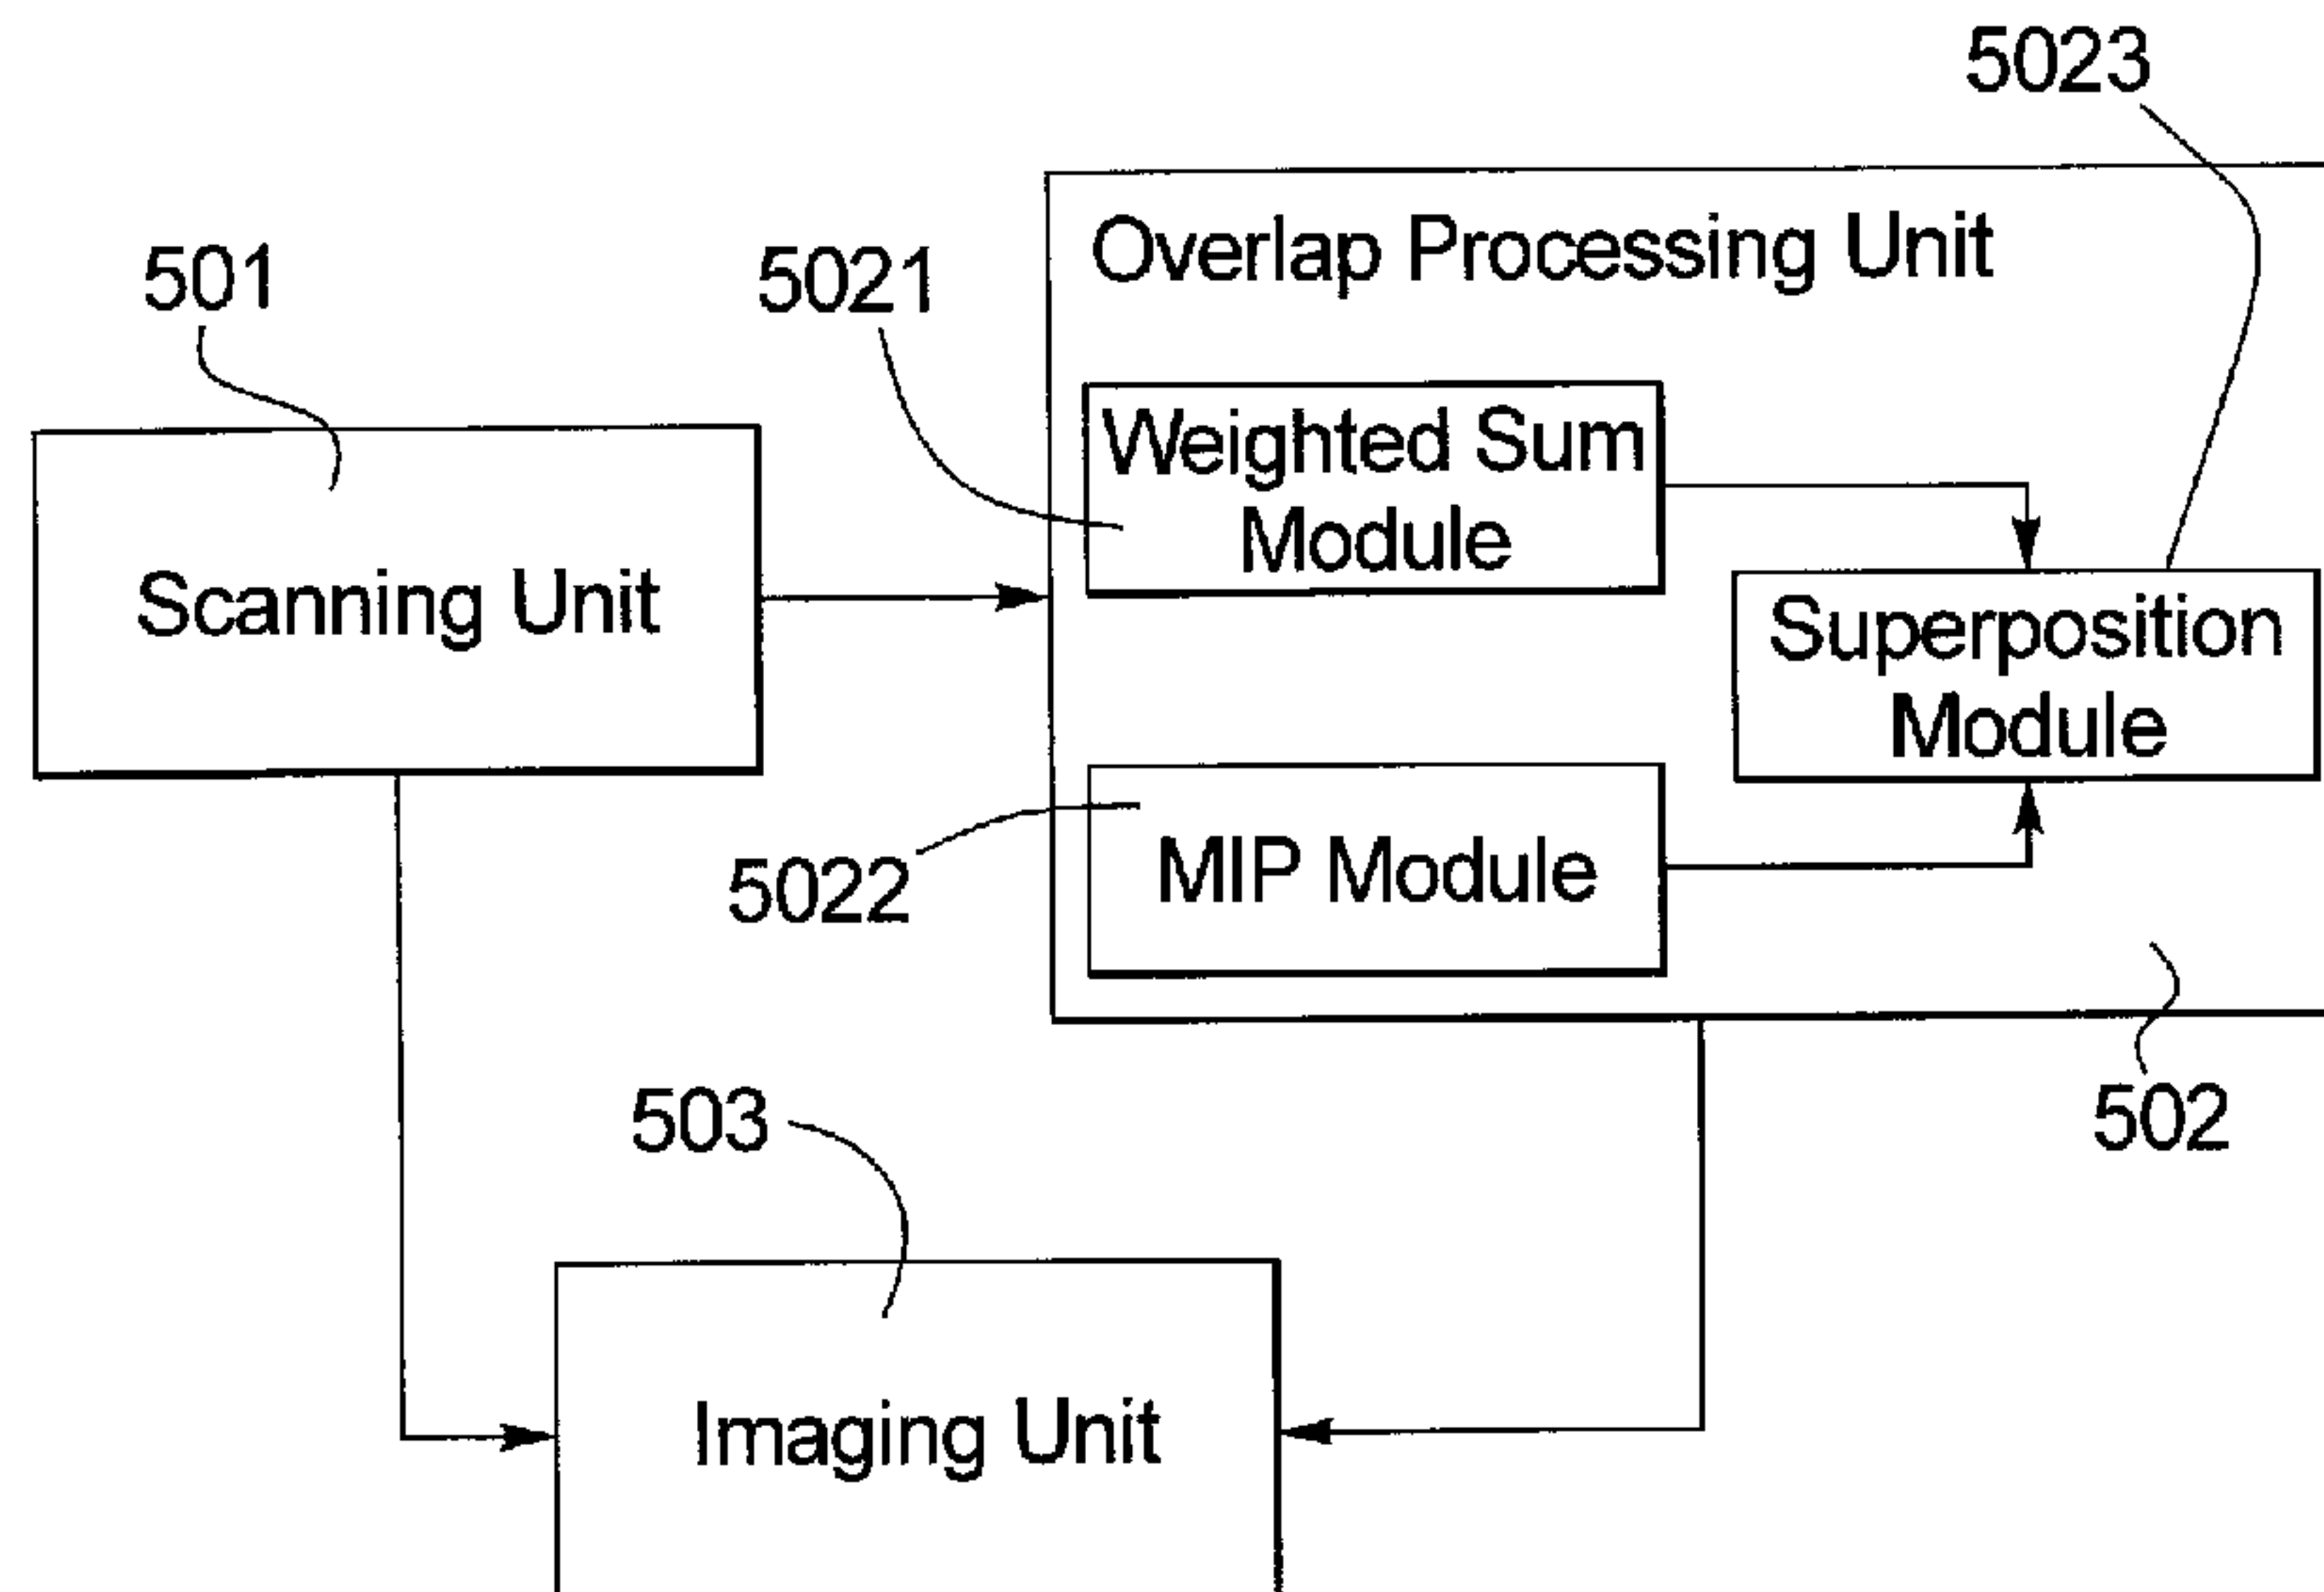 5023
501
5021
Overlap Processing Unit
Weighted Sum
Module
Scanning Unit
Superposition
Module
5022
MIP Module
503
502
Imaging Unit